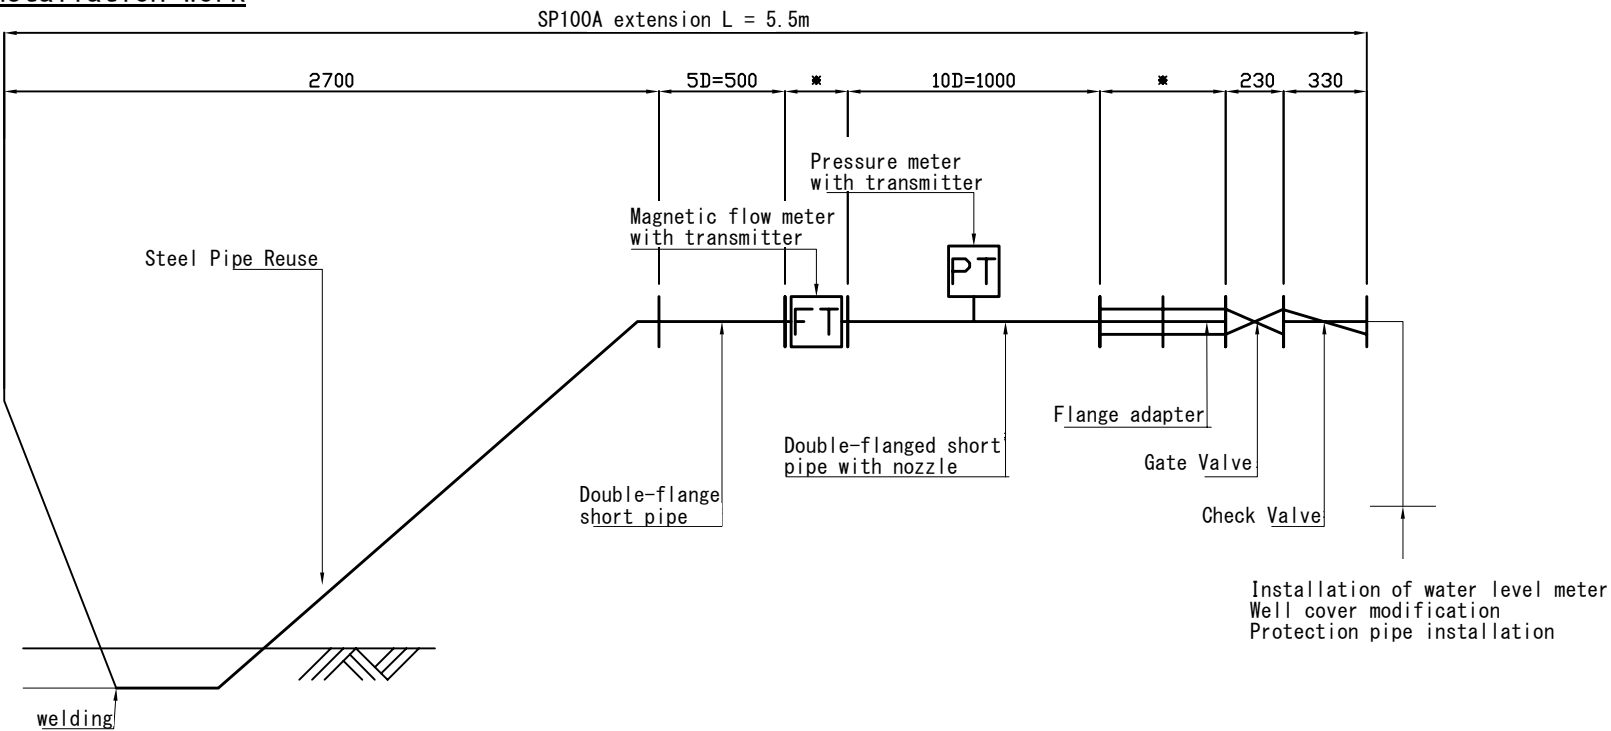 SP100A extension L = 5.5m
2700
5D=500
※
10D=1000
※
230
330
Pressure meter
with transmitter
Magnetic flow meter
with transmitter
Steel Pipe Reuse
PT
FT
Flange adapter
Double-flanged short
pipe with nozzle
Gate Valve
Double-flange
short pipe
Check Valve
Installation of water level meter
Well cover modification
Protection pipe installation
welding